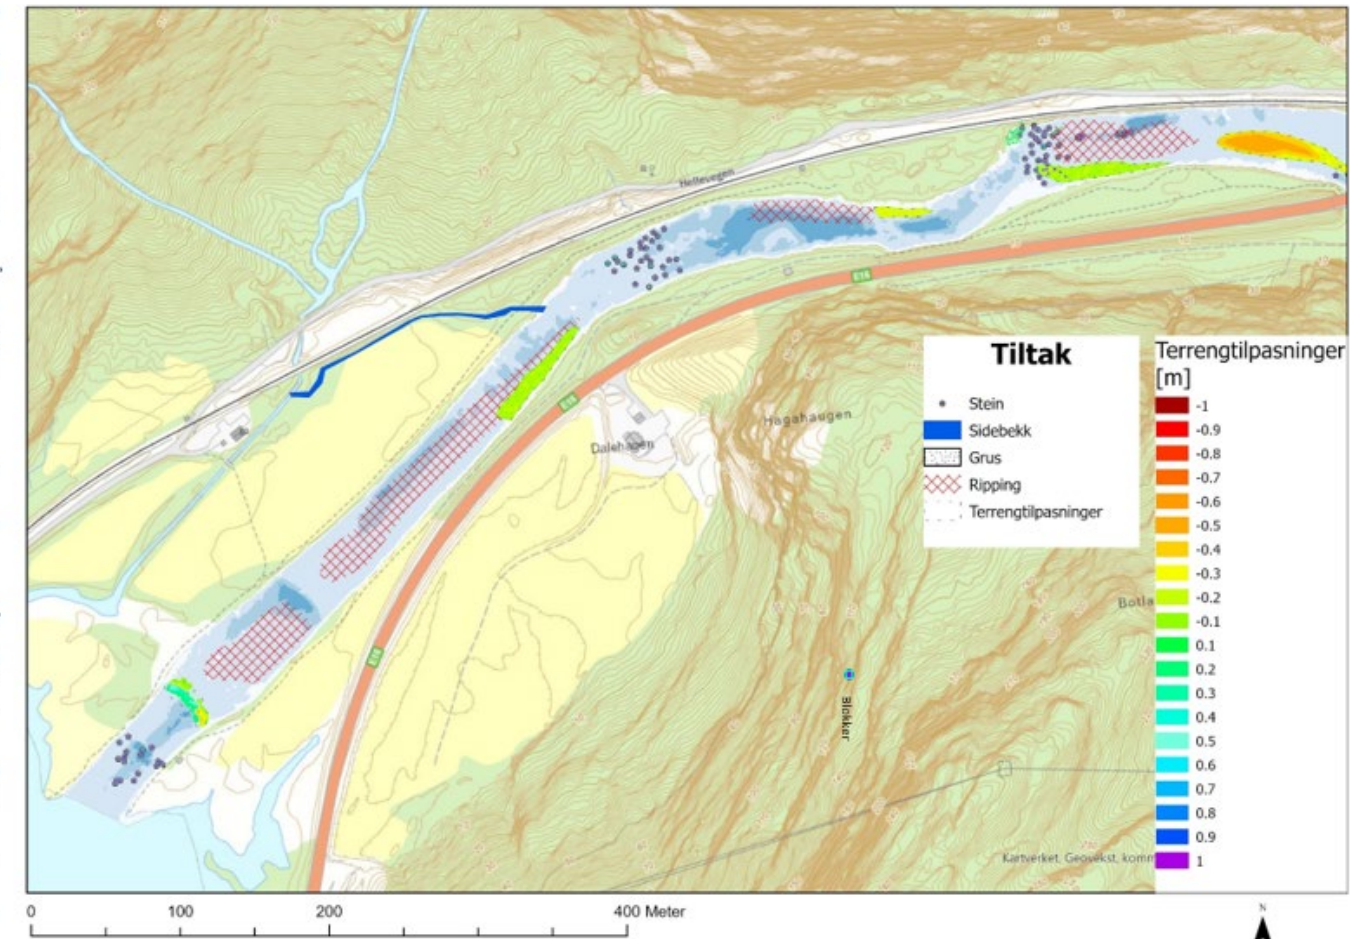 Hellevegen
E16
E16
Dalehagen
Hagahaugen
E16
Botla
Blokker
Kartverket, Geovekst, komm
Tiltak
Stein
Sidebekk
Grus
Ripping
Terrengtilpasninger
Terrengtilpasninger
[m]
-1
-0.9
-0.8
-0.7
-0.6
-0.5
-0.4
-0.3
-0.2
-0.1
0.1
0.2
0.3
0.4
0.5
0.6
0.7
0.8
0.9
1
0 100 200 400 Meter
N